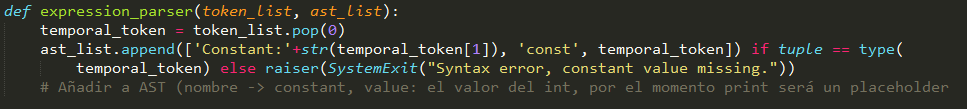 def expression_parser(token_list, ast_list):
temporal_token = token_list.pop(0)
ast_list.append(['Constant:'+str(temporal_token[1]), 'const', temporal_token]) if tuple == type(
temporal_token) else raiser(SystemExit("Syntax error, constant value missing."))
# Añadir a AST (nombre -> constant, value: el valor del int, por el momento print será un placeholder